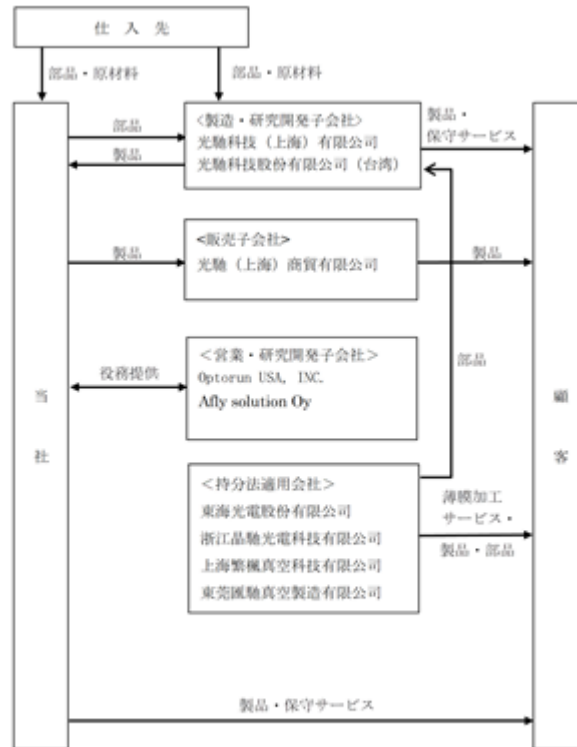 仕入先
部品・原材料
部品・原材料
<製造・研究開発子会社>
光馳科技（上海）有限公司
光馳科技股份有限公司（台湾）
部品
製品
製品・
保守サービス
<販売子会社>
光馳（上海）商貿有限公司
製品
製品
<営業・研究開発子会社>
Optorun USA, INC.
Afly solution Oy
役務提供
部品
当社
顧客
<持分法適用会社>
東海光電股份有限公司
浙江晶馳光電科技有限公司
上海繁楓真空科技有限公司
東莞匯馳真空製造有限公司
薄膜加工
サービス・
製品・部品
製品・保守サービス